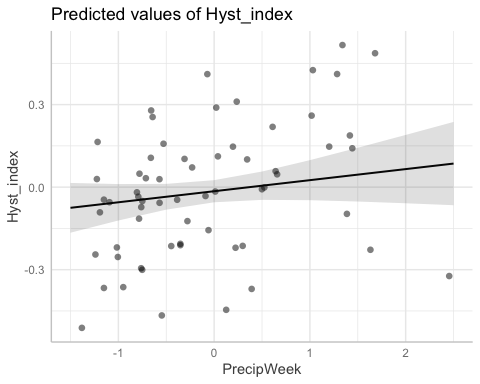 Predicted values of Hyst_index
Hyst_index
0.3
0.0
-0.3
-1
0
1
2
PrecipWeek